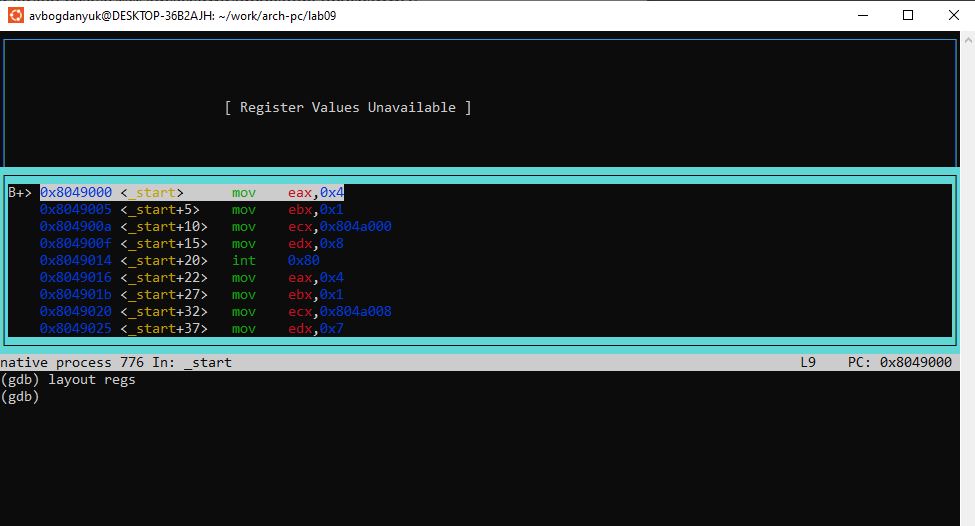 avbogdanyuk@DESKTOP-36B2AJH: ~/work/arch-pc/lab09
[ Register Values Unavailable ]
B+> 0x8049000 <_start>      mov    eax,0x4
0x8049005 <_start+5>    mov    ebx,0x1
0x804900a <_start+10>   mov    ecx,0x804a000
0x804900f <_start+15>   mov    edx,0x8
0x8049014 <_start+20>   int    0x80
0x8049016 <_start+22>   mov    eax,0x4
0x804901b <_start+27>   mov    ebx,0x1
0x8049020 <_start+32>   mov    ecx,0x804a008
0x8049025 <_start+37>   mov    edx,0x7
native process 776 In: _start    L9    PC: 0x8049000
(gdb) layout regs
(gdb)